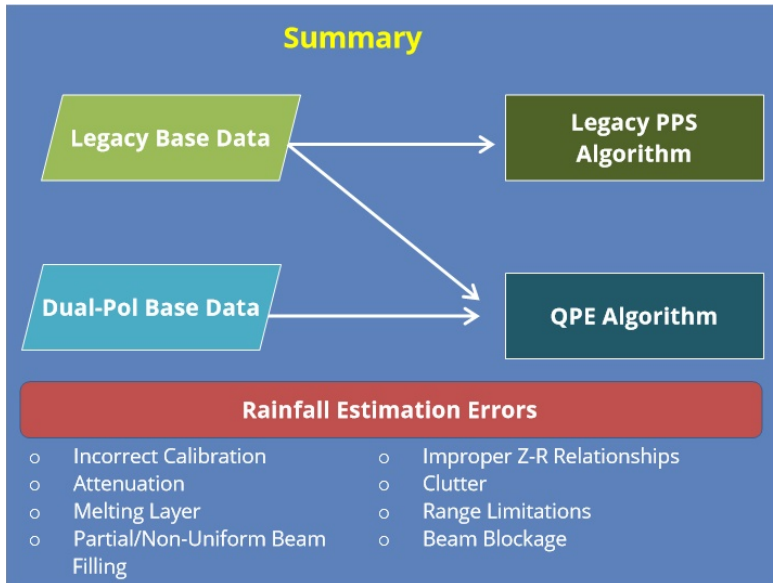 Summary
Legacy Base Data
Legacy PPS
Algorithm
Dual-Pol Base Data
QPE Algorithm
Rainfall Estimation Errors
Incorrect Calibration
Attenuation
Melting Layer
Partial/Non-Uniform Beam
Filling
Improper Z-R Relationships
Clutter
Range Limitations
Beam Blockage